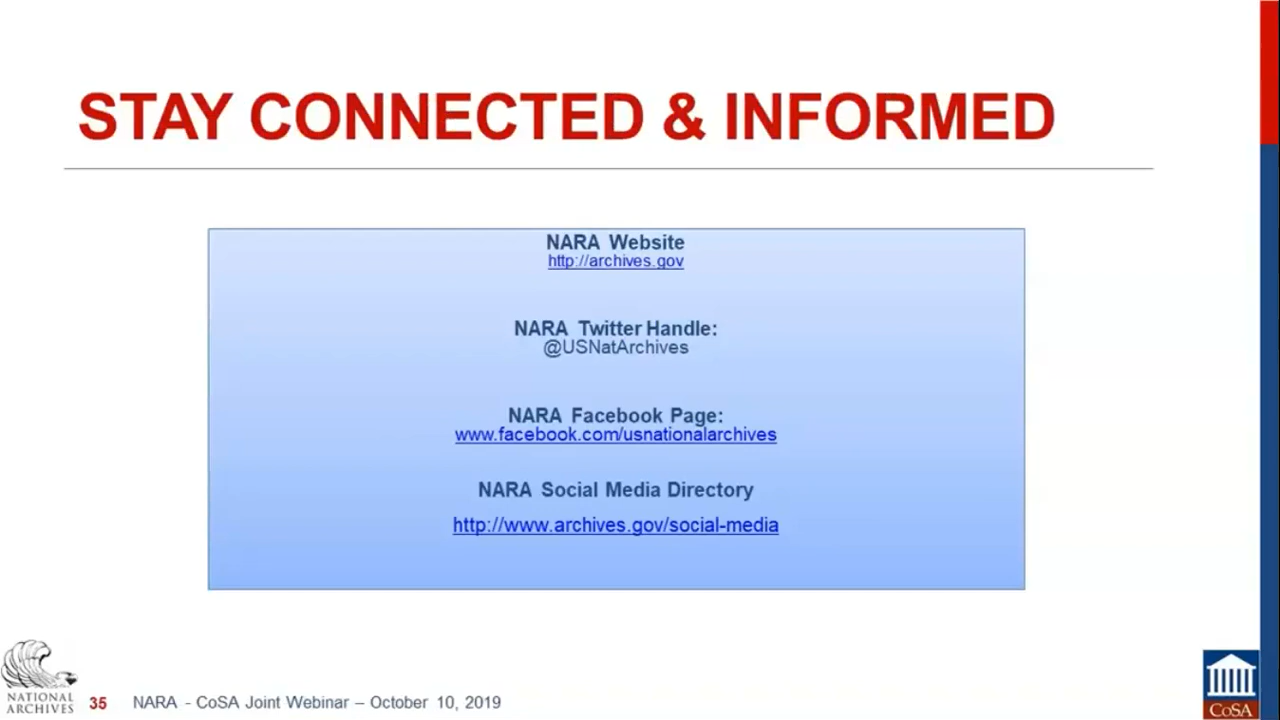 STAY CONNECTED & INFORMED
NARA Website
http://archives.gov
NARA Twitter Handle:
@USNatArchives
NARA Facebook Page:
www.facebook.com/usnationalarchives
NARA Social Media Directory
http://www.archives.gov/social-media
NATIONAL
ARCHIVES
35 NARA - CoSA Joint Webinar – October 10, 2019
CoSA